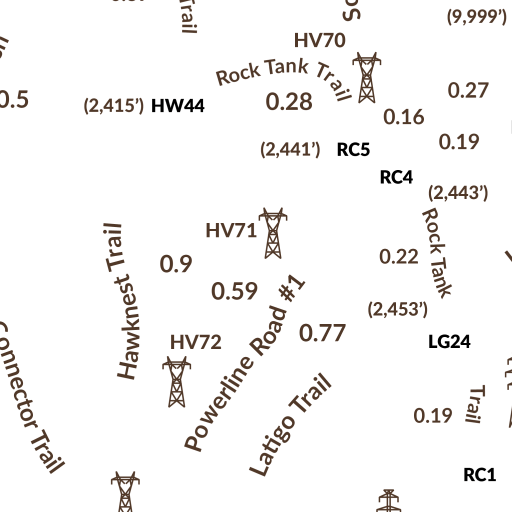 Trail
So
(9,999')
HV70
Rock Tank Trail
0.27
0.5
(2,415') HW44
0.28
0.16
0.19
(2,441') RC5
RC4
(2,443')
Rock Tank
HV71
Hawknest Trail
0.22
0.9
0.59
(2,453')
Powerline Road #1
0.77
HV72
LG24
Connector Trail
Latigo Trail
Trail
0.19
RC1